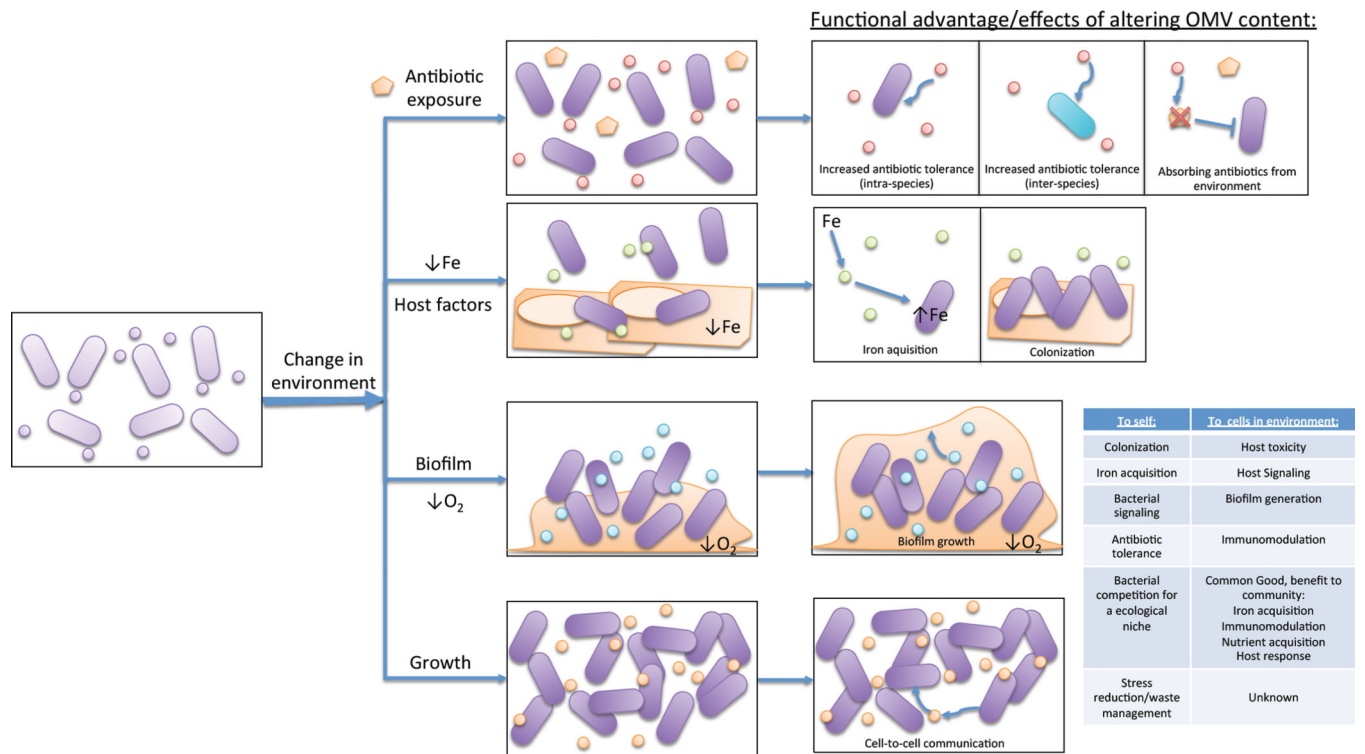 Functional advantage/effects of altering OMV content:
Antibiotic
exposure
Increased antibiotic tolerance
(intra-species)
Increased antibiotic tolerance
(inter-species)
Absorbing antibiotics from
environment
↓Fe
Host factors
↓Fe
Fe
↑Fe
Iron aquisition
Colonization
Change in
environment
Biofilm
↓O₂
↓O₂
Biofilm growth
↓O₂
Growth
Cell-to-cell communication
To self:
To cells in environment:
Colonization
Host toxicity
Iron acquisition
Host Signaling
Bacterial
signaling
Biofilm generation
Antibiotic
tolerance
Immunomodulation
Bacterial
competition for
a ecological
niche
Common Good, benefit to
community:
Iron acquisition
Immunomodulation
Nutrient acquisition
Host response
Stress
reduction/waste
management
Unknown